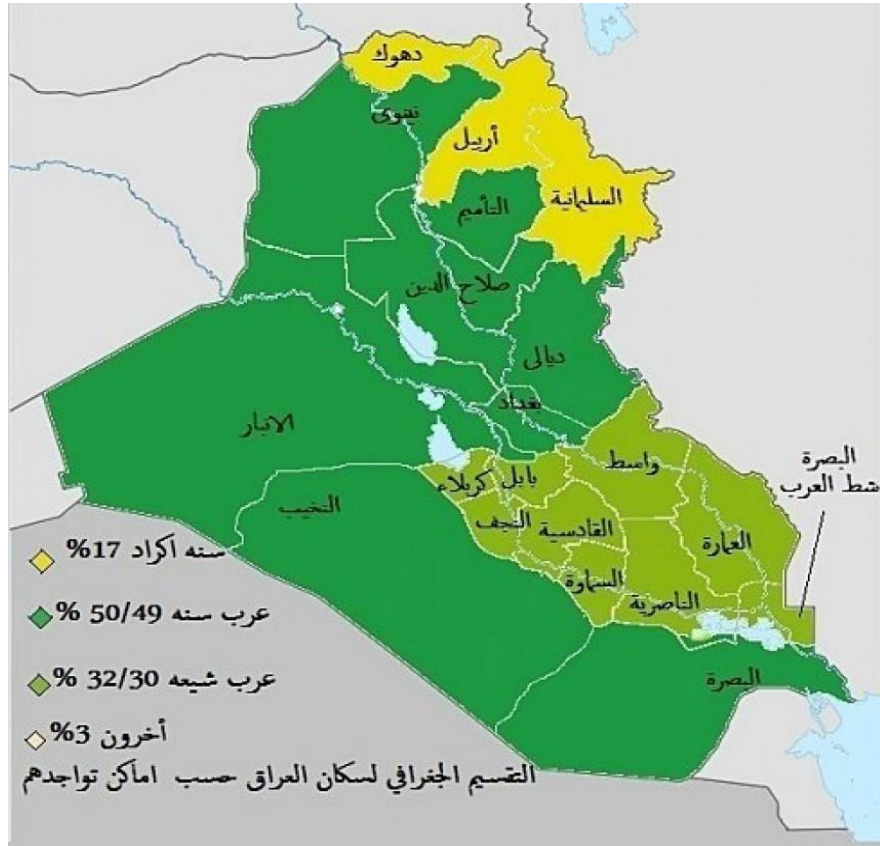 دهوك
نينوى
أربيل
السليمانية
التأميم
صلاح الدين
ديالى
بغداد
الانبار
واسط
البصرة
شط العرب
بابل
كربلاء
النخيب
النجف
القادسية
العمارة
السماوة
الناصرية
البصرة
سنه اكراد 17%
عرب سنه 50/49 %
عرب شيعه 32/30 %
أخرون 3%
التقسيم الجغرافي لسكان العراق حسب اماكن تواجدهم